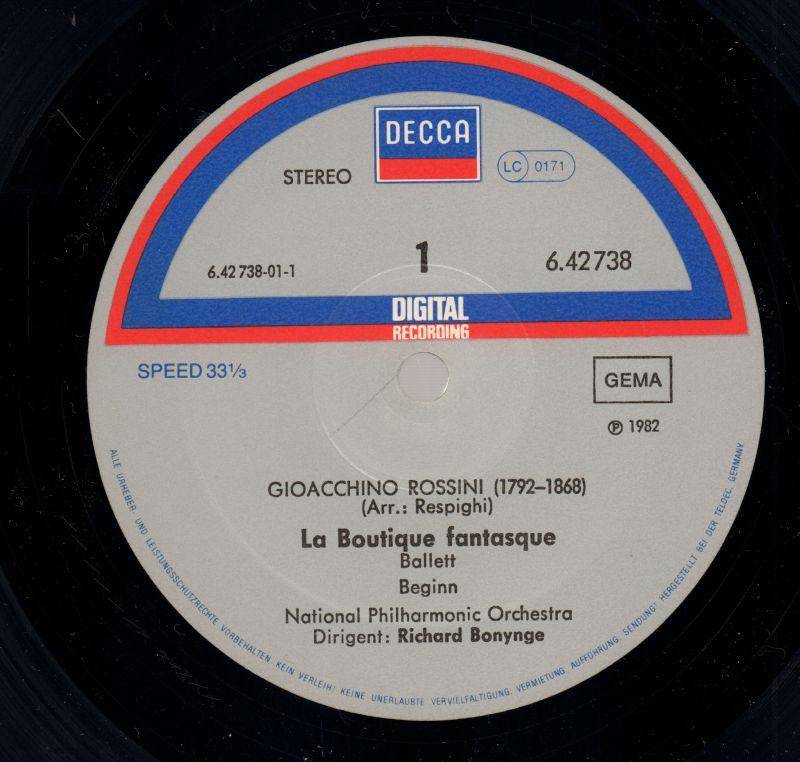 DECCA
STEREO
LC 0171
6.42 738-01-1
1
6.42738
DIGITAL
RECORDING
SPEED 33⅓
GEMA
℗ 1982
GIOACCHINO ROSSINI (1792–1868)
(Arr.: Respighi)
La Boutique fantasque
Ballett
Beginn
National Philharmonic Orchestra
Dirigent: Richard Bonynge
ALLE URHEBER- UND LEISTUNGSSCHUTZRECHTE VORBEHALTEN KEIN VERLEIH! KEINE UNERLAUBTE VERVIELFÄLTIGUNG, VERMIETUNG, AUFFÜHRUNG, SENDUNG! HERGESTELLT BEI DER TELDEC, GERMANY